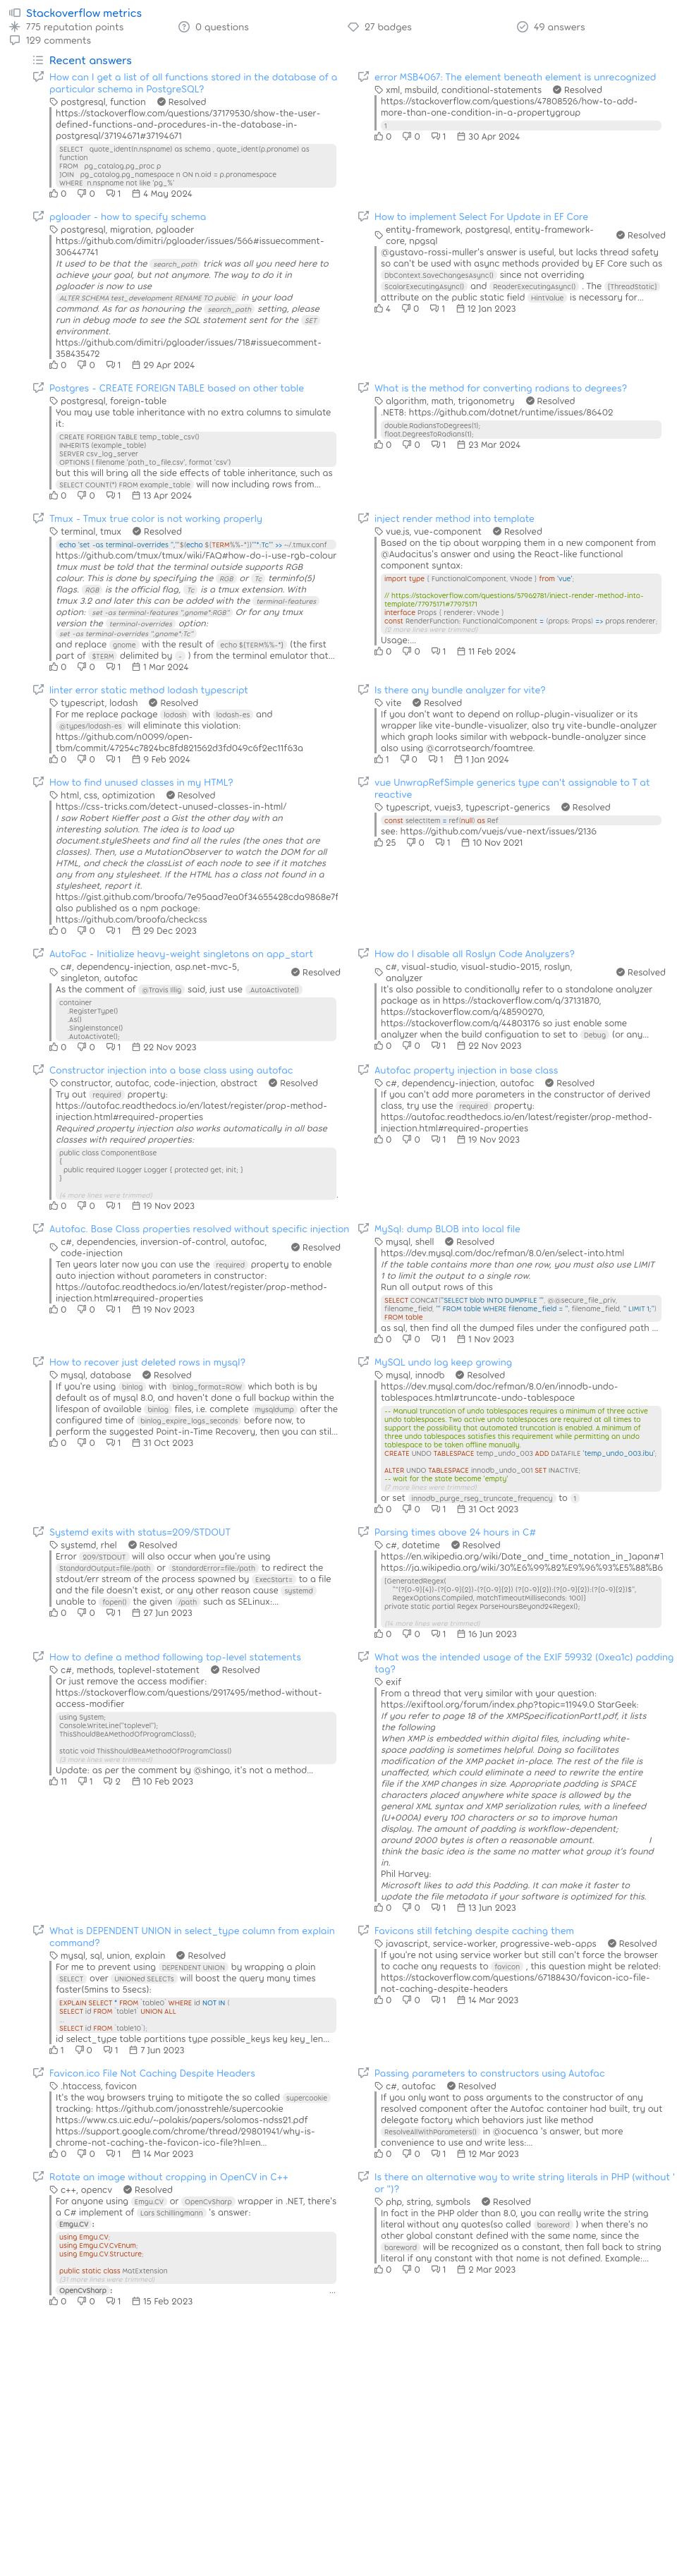 Stackoverflow metrics
775 reputation points
0 questions
27 badges
49 answers
129 comments
Recent answers
How can I get a list of all functions stored in the database of a
particular schema in PostgreSQL?
postgresql, function Resolved
https://stackoverflow.com/questions/37179530/show-the-user-
defined-functions-and-procedures-in-the-database-in-
postgresql/37194671#37194671
SELECT quote_ident(n.nspname) as schema , quote_ident(p.proname) as
function
FROM pg_catalog.pg_proc p
JOIN pg_catalog.pg_namespace n ON n.oid = p.pronamespace
WHERE n.nspname not like 'pg_%'
0 0 1 4 May 2024
error MSB4067: The element beneath element is unrecognized
xml, msbuild, conditional-statements Resolved
https://stackoverflow.com/questions/47808526/how-to-add-
more-than-one-condition-in-a-propertygroup
1
0 0 1 30 Apr 2024
pgloader - how to specify schema
postgresql, migration, pgloader
https://github.com/dimitri/pgloader/issues/566#issuecomment-
306447741
It used to be that the search_path trick was all you need to
achieve your goal, but not anymore. The way to do it in
pgloader is now to use
ALTER SCHEMA test_development RENAME TO public in your load
command. As far as honouring the search_path setting, please
run in debug mode to see the SQL statement sent for the SET
environment.
https://github.com/dimitri/pgloader/issues/718#issuecomment-
358435472
0 0 1 29 Apr 2024
How to implement Select For Update in EF Core
entity-framework, postgresql, entity-framework-
core, npgsql Resolved
@gustavo-rossi-muller's answer is useful, but lacks thread safety
so can't be used with async methods provided by EF Core such as
DbContext.SaveChangesAsync() since not overriding
ScalarExecutingAsync() and ReaderExecutingAsync() . The [ThreadStatic]
attribute on the public static field HintValue is necessary for...
4 0 1 12 Jan 2023
Postgres - CREATE FOREIGN TABLE based on other table
postgresql, foreign-table
You may use table inheritance with no extra columns to simulate
it:
CREATE FOREIGN TABLE temp_table_csv()
INHERITS (example_table)
SERVER csv_log_server
OPTIONS ( filename 'path_to_file.csv', format 'csv')
but this will bring all the side effects of table inheritance, such as
SELECT COUNT(*) FROM example_table will now including rows from...
0 0 1 13 Apr 2024
What is the method for converting radians to degrees?
algorithm, math, trigonometry Resolved
.NET8: https://github.com/dotnet/runtime/issues/86402
double.RadiansToDegrees(1);
float.DegreesToRadians(1);
0 0 1 23 Mar 2024
Tmux - Tmux true color is not working properly
terminal, tmux Resolved
echo 'set -as terminal-overrides ",'"$(echo ${TERM%%-*})"'*:Tc"' >> ~/.tmux.conf
https://github.com/tmux/tmux/wiki/FAQ#how-do-i-use-rgb-colour
tmux must be told that the terminal outside supports RGB
colour. This is done by specifying the RGB or Tc terminfo(5)
flags. RGB is the official flag, Tc is a tmux extension. With
tmux 3.2 and later this can be added with the terminal-features
option: set -as terminal-features ",gnome*:RGB" Or for any tmux
version the terminal-overrides option:
set -as terminal-overrides ",gnome*:Tc"
and replace gnome with the result of echo ${TERM%%-*} (the first
part of $TERM delimited by - ) from the terminal emulator that...
0 0 1 1 Mar 2024
inject render method into template
vue.js, vue-component Resolved
Based on the tip about warpping them in a new component from
@Audacitus's answer and using the React-like functional
component syntax:
import type { FunctionalComponent, VNode } from 'vue';
// https://stackoverflow.com/questions/57962781/inject-render-method-into-
template/77975171#77975171
interface Props { renderer: VNode }
const RenderFunction: FunctionalComponent = (props: Props) => props.renderer;
(2 more lines were trimmed)
Usage:...
0 0 1 11 Feb 2024
linter error static method lodash typescript
typescript, lodash Resolved
For me replace package lodash with lodash-es and
@types/lodash-es will eliminate this violation:
https://github.com/n0099/open-
tbm/commit/47254c7824bc8fd821562d3fd049c6f2ec11f63a
0 0 1 9 Feb 2024
Is there any bundle analyzer for vite?
vite Resolved
If you don't want to depend on rollup-plugin-visualizer or its
wrapper like vite-bundle-visualizer, also try vite-bundle-analyzer
which graph looks similar with webpack-bundle-analyzer since
also using @carrotsearch/foamtree.
1 0 1 1 Jan 2024
How to find unused classes in my HTML?
html, css, optimization Resolved
https://css-tricks.com/detect-unused-classes-in-html/
I saw Robert Kieffer post a Gist the other day with an
interesting solution. The idea is to load up
document.styleSheets and find all the rules (the ones that are
classes). Then, use a MutationObserver to watch the DOM for all
HTML, and check the classList of each node to see if it matches
from any any stylesheet. If the HTML has a class not found in a
stylesheet, report it.
https://gist.github.com/broofa/7e95aad7ea0f34655428cda9868e7f
also published as a npm package:
https://github.com/broofa/checkcss
0 0 1 29 Dec 2023
vue UnwrapRefSimple generics type can't assignable to T at
reactive
typescript, vuejs3, typescript-generics Resolved
const selectItem = ref(null) as Ref
see: https://github.com/vuejs/vue-next/issues/2136
25 0 1 10 Nov 2021
AutoFac - Initialize heavy-weight singletons on app_start
c#, dependency-injection, asp.net-mvc-5,
singleton, autofac Resolved
As the comment of @Travis Illig said, just use .AutoActivate()
container
.RegisterType()
.As()
.SingleInstance()
.AutoActivate();
0 0 1 22 Nov 2023
How do I disable all Roslyn Code Analyzers?
c#, visual-studio, visual-studio-2015, roslyn,
analyzer Resolved
It's also possible to conditionally refer to a standalone analyzer
package as in https://stackoverflow.com/q/37131870,
https://stackoverflow.com/q/48590270,
https://stackoverflow.com/q/44803176 so just enable some
analyzer when the build configuation to set to Debug (or any...
0 0 1 22 Nov 2023
Constructor injection into a base class using autofac
constructor, autofac, code-injection, abstract Resolved
Try out required property:
https://autofac.readthedocs.io/en/latest/register/prop-method-
injection.html#required-properties
Required property injection also works automatically in all base
classes with required properties:
public class ComponentBase
{
public required ILogger Logger { protected get; init; }
}
(4 more lines were trimmed)
0 0 1 19 Nov 2023
Autofac property injection in base class
c#, dependency-injection, autofac Resolved
If you can't add more parameters in the constructor of derived
class, try use the required property:
https://autofac.readthedocs.io/en/latest/register/prop-method-
injection.html#required-properties
0 0 1 19 Nov 2023
Autofac. Base Class properties resolved without specific injection
c#, dependencies, inversion-of-control, autofac,
code-injection Resolved
Ten years later now you can use the required property to enable
auto injection without parameters in constructor:
https://autofac.readthedocs.io/en/latest/register/prop-method-
injection.html#required-properties
0 0 1 19 Nov 2023
MySql: dump BLOB into local file
mysql, shell Resolved
https://dev.mysql.com/doc/refman/8.0/en/select-into.html
If the table contains more than one row, you must also use LIMIT
1 to limit the output to a single row.
Run all output rows of this
SELECT CONCAT("SELECT blob INTO DUMPFILE '", @@secure_file_priv,
filename_field, "' FROM table WHERE filename_field = '", filename_field, "' LIMIT 1;")
FROM table
as sql, then find all the dumped files under the configured path ...
0 0 1 1 Nov 2023
How to recover just deleted rows in mysql?
mysql, database Resolved
If you're using binlog with binlog_format=ROW which both is by
default as of mysql 8.0, and haven't done a full backup within the
lifespan of available binlog files, i.e. complete mysqldump after the
configured time of binlog_expire_logs_seconds before now, to
perform the suggested Point-in-Time Recovery, then you can stil...
0 0 1 31 Oct 2023
MySQL undo log keep growing
mysql, innodb Resolved
https://dev.mysql.com/doc/refman/8.0/en/innodb-undo-
tablespaces.html#truncate-undo-tablespace
-- Manual truncation of undo tablespaces requires a minimum of three active
undo tablespaces. Two active undo tablespaces are required at all times to
support the possibility that automated truncation is enabled. A minimum of
three undo tablespaces satisfies this requirement while permitting an undo
tablespace to be taken offline manually.
CREATE UNDO TABLESPACE temp_undo_003 ADD DATAFILE 'temp_undo_003.ibu';
ALTER UNDO TABLESPACE innodb_undo_001 SET INACTIVE;
-- wait for the state become 'empty'
(7 more lines were trimmed)
or set innodb_purge_rseg_truncate_frequency to 1
0 0 1 31 Oct 2023
Systemd exits with status=209/STDOUT
systemd, rhel Resolved
Error 209/STDOUT will also occur when you're using
StandardOutput=file:/path or StandardError=file:/path to redirect the
stdout/err stream of the process spawned by ExecStart= to a file
and the file doesn't exist, or any other reason cause systemd
unable to fopen() the given /path such as SELinux:...
0 0 1 27 Jun 2023
Parsing times above 24 hours in C#
c#, datetime Resolved
https://en.wikipedia.org/wiki/Date_and_time_notation_in_Japan#1
https://ja.wikipedia.org/wiki/30%E6%99%82%E9%96%93%E5%88%B6
[GeneratedRegex(
"^(?[0-9]{4})-(?[0-9]{2})-(?[0-9]{2}) (?[0-9]{2}):(?[0-9]{2}):(?[0-9]{2})$",
RegexOptions.Compiled, matchTimeoutMilliseconds: 100)]
private static partial Regex ParseHoursBeyond24Regex();
(14 more lines were trimmed)
0 0 1 16 Jun 2023
How to define a method following top-level statements
c#, methods, toplevel-statement Resolved
Or just remove the access modifier:
https://stackoverflow.com/questions/2917495/method-without-
access-modifier
using System;
Console.WriteLine("toplevel");
ThisShouldBeAMethodOfProgramClass();
static void ThisShouldBeAMethodOfProgramClass()
(3 more lines were trimmed)
Update: as per the comment by @shingo, it's not a method...
11 1 2 10 Feb 2023
What was the intended usage of the EXIF 59932 (0xea1c) padding
tag?
exif
From a thread that very similar with your question:
https://exiftool.org/forum/index.php?topic=11949.0 StarGeek:
If you refer to page 18 of the XMPSpecificationPart1.pdf, it lists
the following
When XMP is embedded within digital files, including white-
space padding is sometimes helpful. Doing so facilitates
modification of the XMP packet in-place. The rest of the file is
unaffected, which could eliminate a need to rewrite the entire
file if the XMP changes in size. Appropriate padding is SPACE
characters placed anywhere white space is allowed by the
general XML syntax and XMP serialization rules, with a linefeed
(U+000A) every 100 characters or so to improve human
display. The amount of padding is workflow-dependent;
around 2000 bytes is often a reasonable amount. I
think the basic idea is the same no matter what group it's found
in.
Phil Harvey:
Microsoft likes to add this Padding. It can make it faster to
update the file metadata if your software is optimized for this.
0 0 1 13 Jun 2023
What is DEPENDENT UNION in select_type column from explain
command?
mysql, sql, union, explain Resolved
For me to prevent using DEPENDENT UNION by wrapping a plain
SELECT over UNIONed SELECTs will boost the query many times
faster(5mins to 5secs):
EXPLAIN SELECT * FROM `table0` WHERE id NOT IN (
SELECT id FROM `table1` UNION ALL
...
SELECT id FROM `table10`);
id select_type table partitions type possible_keys key key_len...
1 0 1 7 Jun 2023
Favicons still fetching despite caching them
javascript, service-worker, progressive-web-apps Resolved
If you're not using service worker but still can't force the browser
to cache any requests to favicon , this question might be related:
https://stackoverflow.com/questions/67188430/favicon-ico-file-
not-caching-despite-headers
0 0 1 14 Mar 2023
Favicon.ico File Not Caching Despite Headers
.htaccess, favicon
It's the way browsers trying to mitigate the so called supercookie
tracking: https://github.com/jonasstrehle/supercookie
https://www.cs.uic.edu/~polakis/papers/solomos-ndss21.pdf
https://support.google.com/chrome/thread/29801941/why-is-
chrome-not-caching-the-favicon-ico-file?hl=en...
0 0 1 14 Mar 2023
Passing parameters to constructors using Autofac
c#, autofac Resolved
If you only want to pass arguments to the constructor of any
resolved component after the Autofac container had built, try out
delegate factory which behaviors just like method
ResolveAllWithParameters() in @ocuenca 's answer, but more
convenience to use and write less:...
0 0 1 12 Mar 2023
Rotate an image without cropping in OpenCV in C++
c++, opencv Resolved
For anyone using Emgu.CV or OpenCvSharp wrapper in .NET, there's
a C# implement of Lars Schillingmann 's answer:
Emgu.CV :
using Emgu.CV;
using Emgu.CV.CvEnum;
using Emgu.CV.Structure;
public static class MatExtension
(31 more lines were trimmed)
OpenCvSharp : ...
0 0 1 15 Feb 2023
Is there an alternative way to write string literals in PHP (without '
or ")?
php, string, symbols Resolved
In fact in the PHP older than 8.0, you can really write the string
literal without any quotes(so called bareword ) when there's no
other global constant defined with the same name, since the
bareword will be recognized as a constant, then fall back to string
literal if any constant with that name is not defined. Example:...
0 0 1 2 Mar 2023